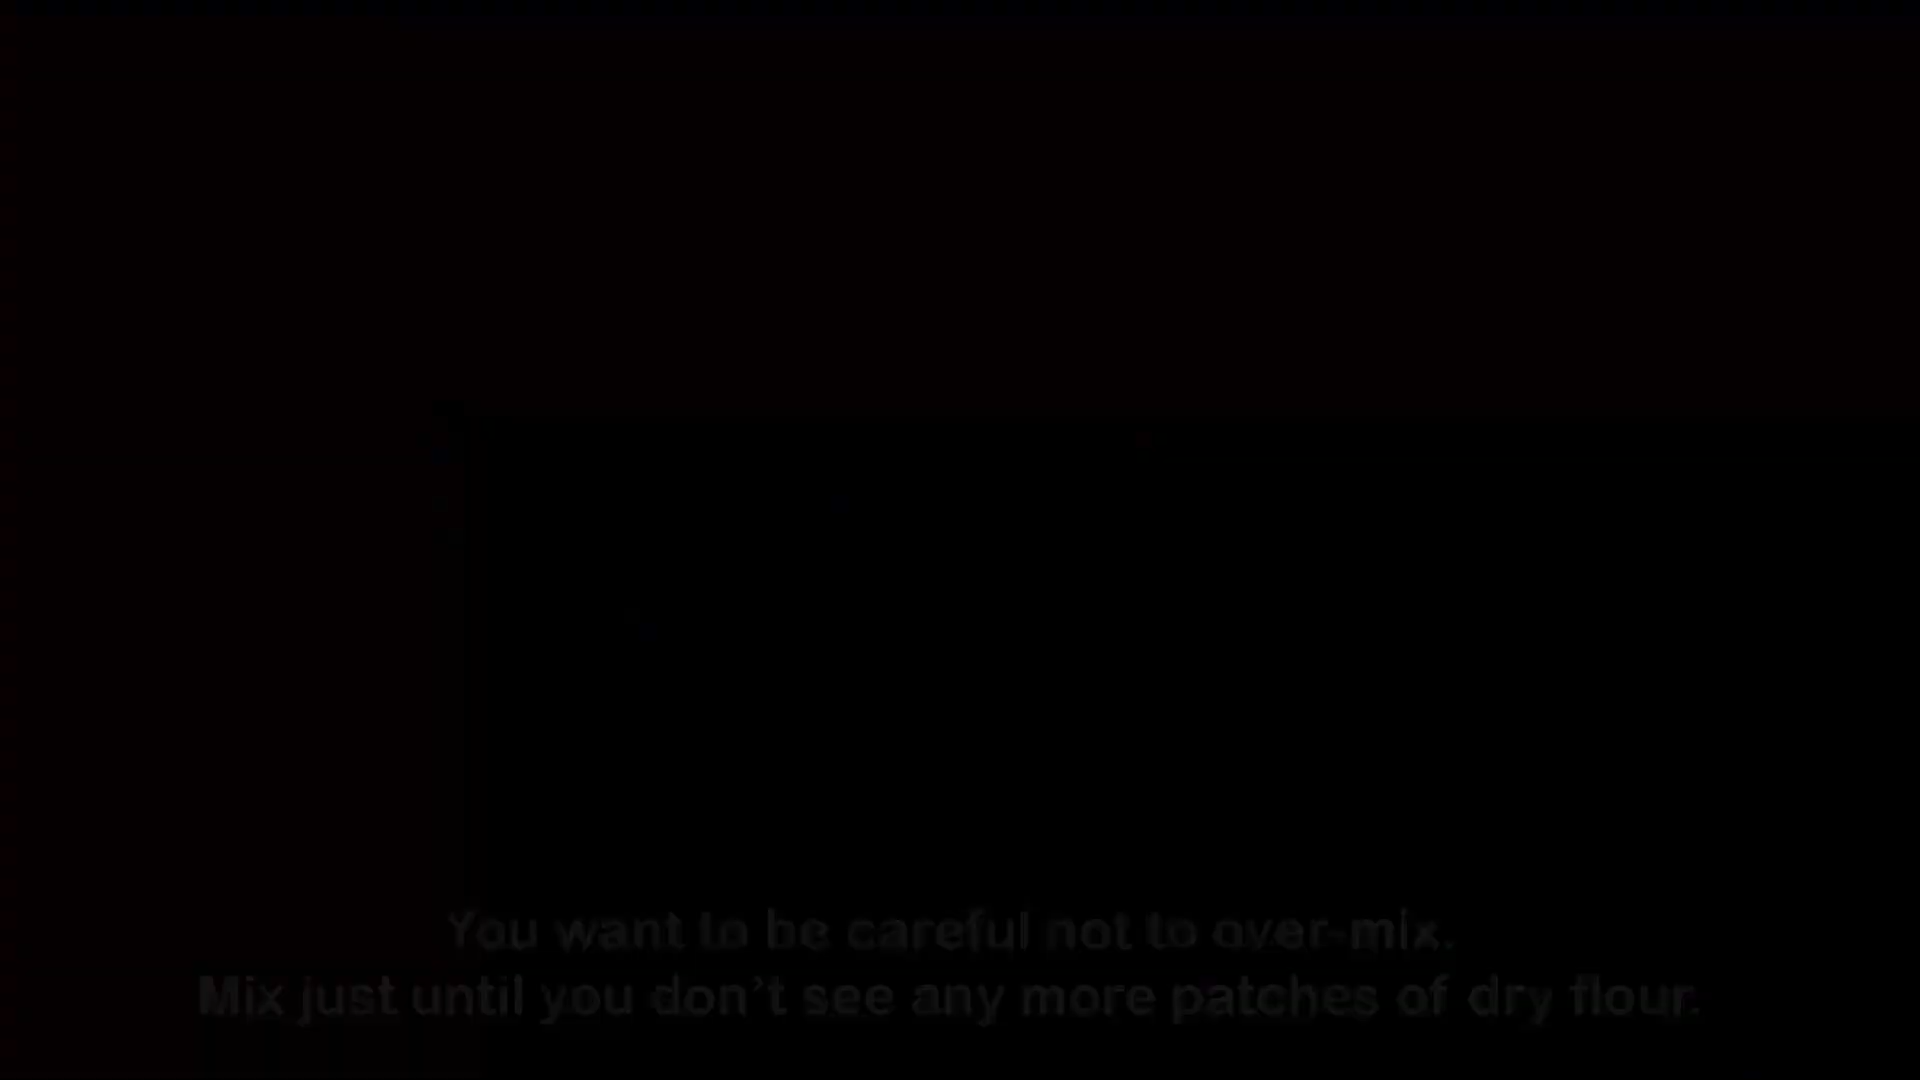 You want to be careful not to over-mix.
Mix just until you don't see any more patches of dry flour.